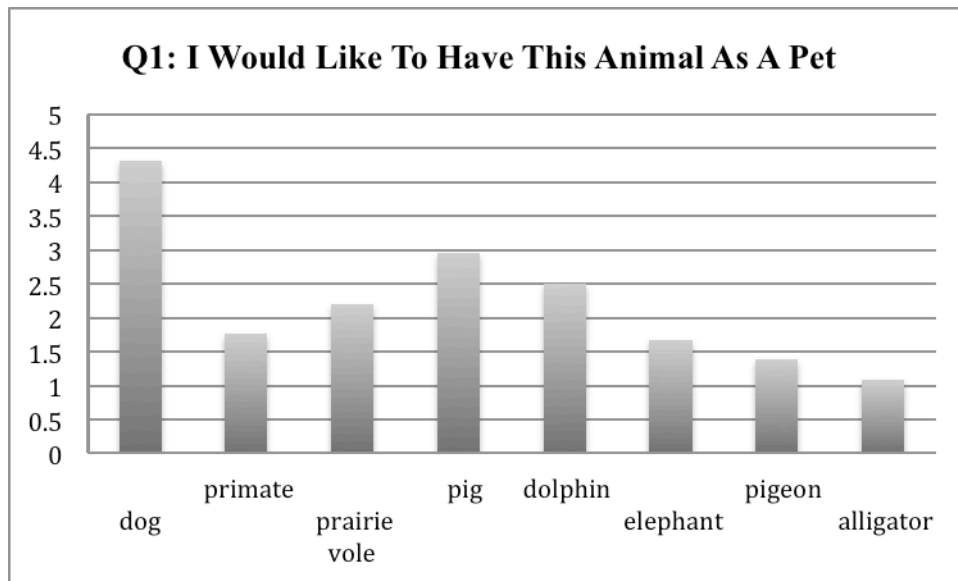 Q1: I Would Like To Have This Animal As A Pet
5
4.5
4
3.5
3
2.5
2
1.5
1
0.5
0
primate pig dolphin pigeon
dog prairie elephant alligator
vole